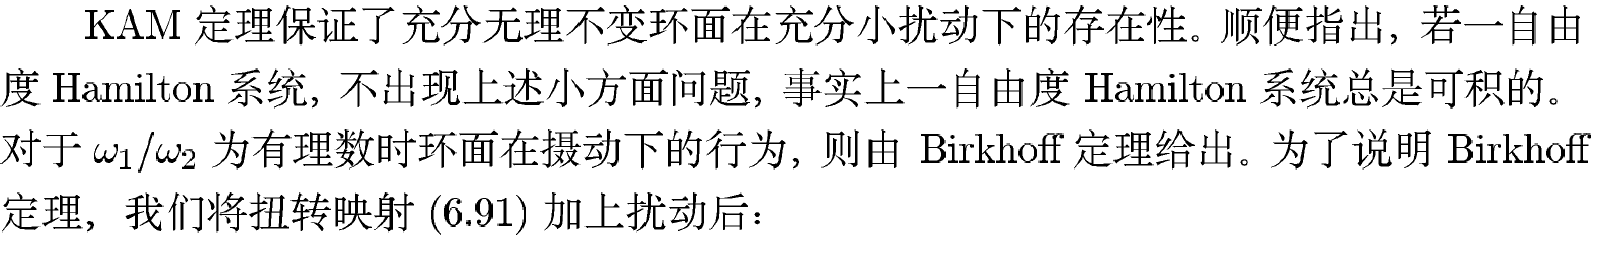 KAM 定理保证了充分无理不变环面在充分小扰动下的存在性。顺便指出, 若一自由
度 Hamilton 系统, 不出现上述小方面问题, 事实上一自由度 Hamilton 系统总是可积的。
对于 ω₁/ω₂ 为有理数时环面在摄动下的行为, 则由 Birkhoff 定理给出。为了说明 Birkhoff
定理, 我们将扭转映射 (6.91) 加上扰动后: